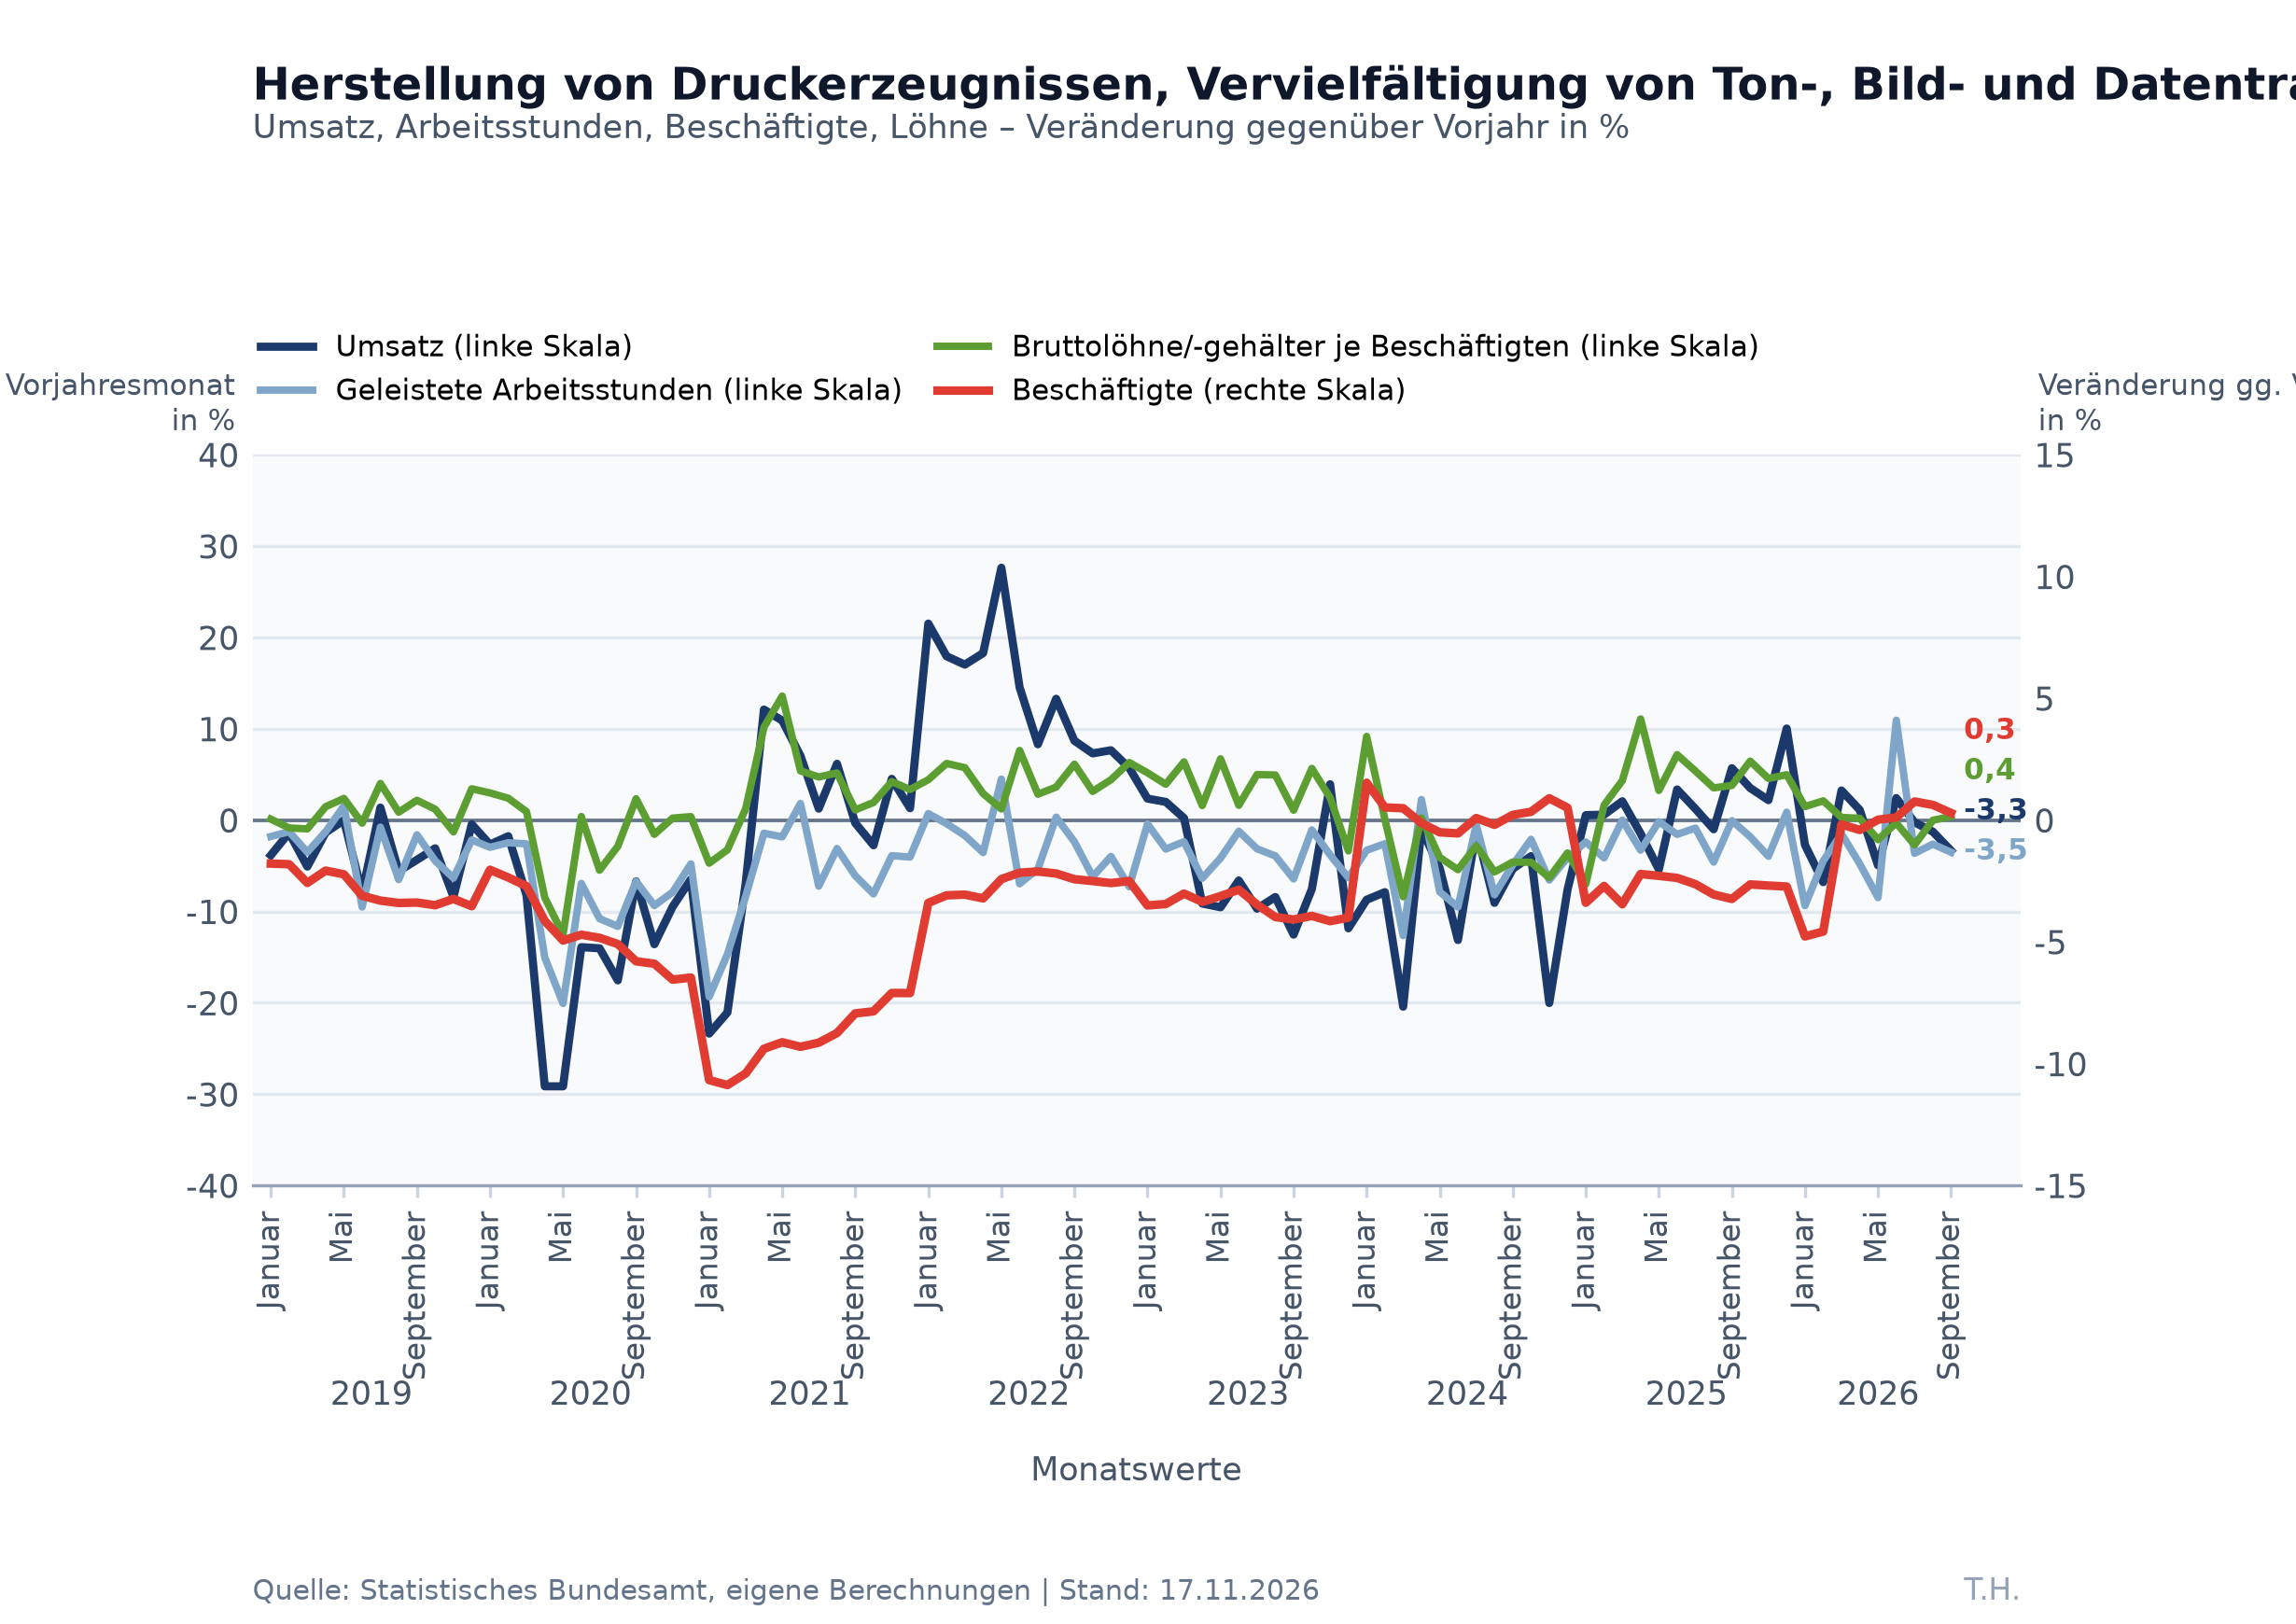 Herstellung von Druckerzeugnissen, Vervielfältigung von Ton-, Bild- und
Umsatz, Arbeitsstunden, Beschäftigte, Löhne – Veränderung gegenüber Vorjahr in %
Umsatz (linke Skala)
Geleistete Arbeitsstunden (linke Skala)
Bruttolöhne/-gehälter je Beschäftigten (linke Skala)
Beschäftigte (rechte Skala)
Vorjahresmonat
in %
Veränderung gg.
in %
40
30
20
10
0
-10
-20
-30
-40
15
10
5
0
-5
-10
-15
0,3
0,4
-3,3
-3,5
Januar
Mai
September
Januar
Mai
September
Januar
Mai
September
Januar
Mai
September
Januar
Mai
September
Januar
Mai
September
Januar
Mai
September
Januar
Mai
September
2019
2020
2021
2022
2023
2024
2025
2026
Monatswerte
Quelle: Statistisches Bundesamt, eigene Berechnungen | Stand: 17.11.2026
T.H.